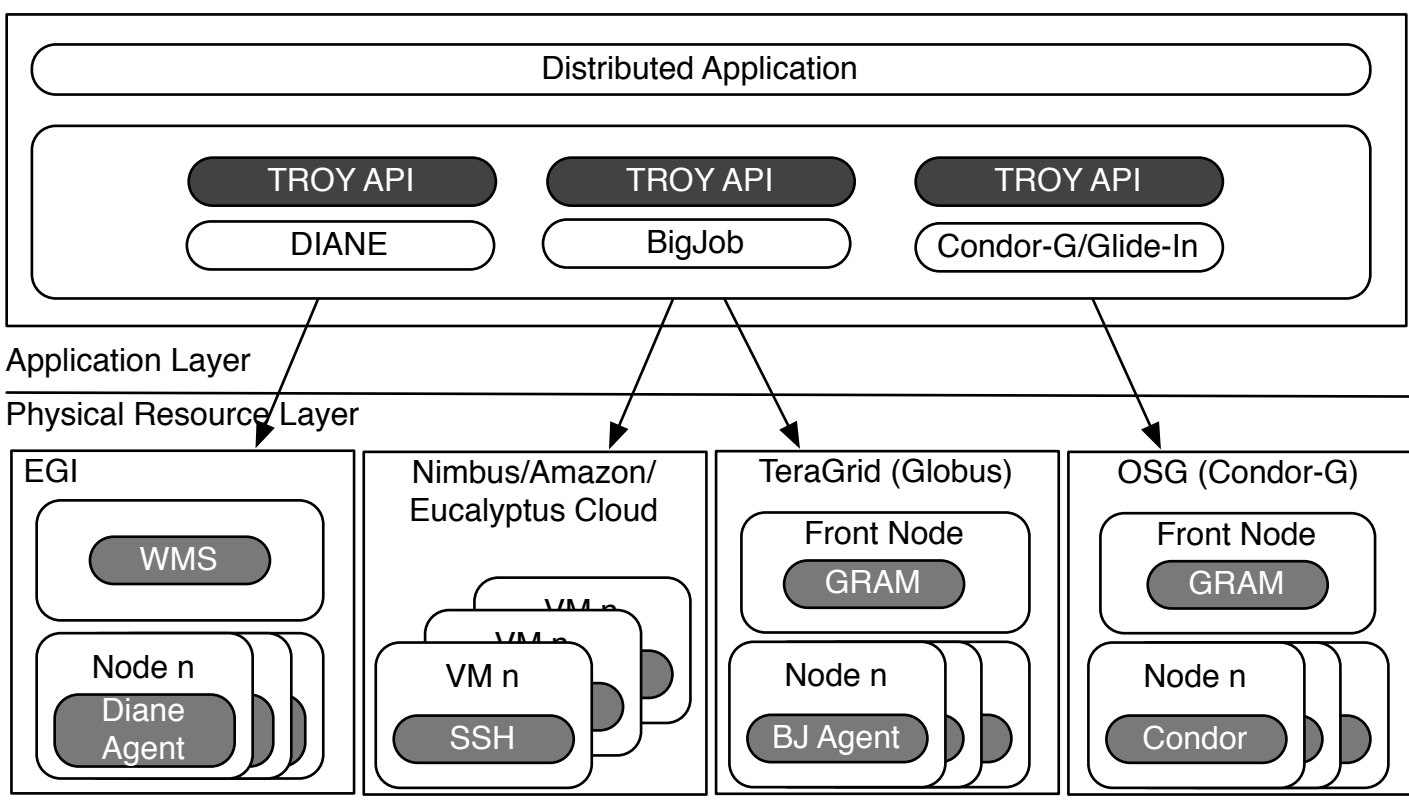 Distributed Application
TROY API
TROY API
TROY API
DIANE
BigJob
Condor-G/Glide-In
Application Layer
Physical Resource Layer
EGI
WMS
Node n
Diane
Agent
Nimbus/Amazon/
Eucalyptus Cloud
VM n
VM n
VM n
SSH
TeraGrid (Globus)
Front Node
GRAM
Node n
BJ Agent
OSG (Condor-G)
Front Node
GRAM
Node n
Condor